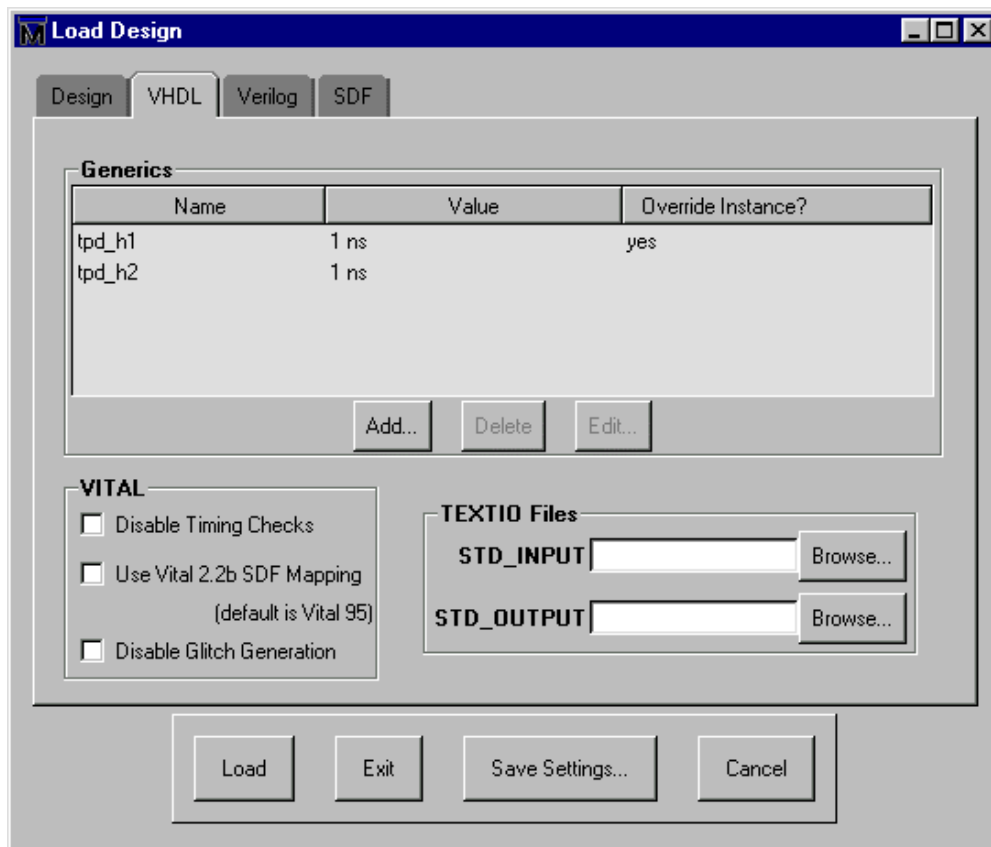 Load Design
Design VHDL Verilog SDF
Generics
Name Value Override Instance?
tpd_h1 1 ns yes
tpd_h2 1 ns
Add... Delete Edit...
VITAL
Disable Timing Checks
Use Vital 2.2b SDF Mapping
(default is Vital 95)
Disable Glitch Generation
TEXTIO Files
STD_INPUT Browse...
STD_OUTPUT Browse...
Load Exit Save Settings... Cancel